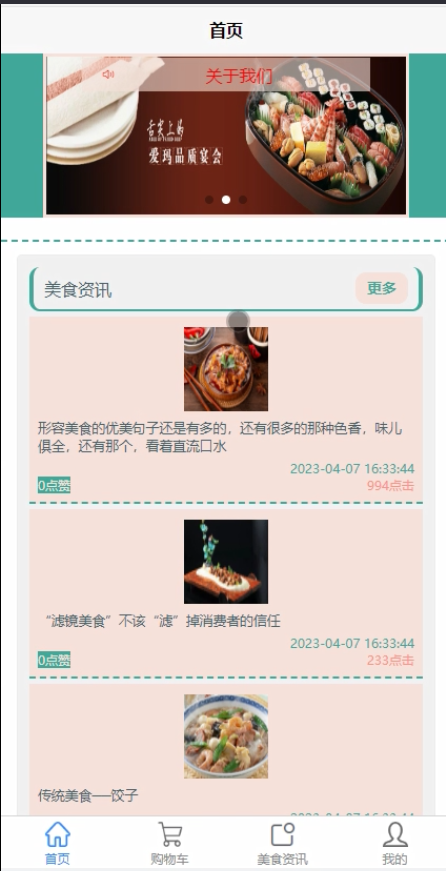 首页
关于我们
舌尖上的
爱玛品质宴会
美食资讯
更多
形容美食的优美句子还是有多的，还有很多的那种色香，味儿
俱全，还有那个，看着直流口水
2023-04-07 16:33:44
0点赞
994点击
“滤镜美食”不该“滤”掉消费者的信任
2023-04-07 16:33:44
0点赞
233点击
传统美食──饺子
首页
购物车
美食资讯
我的